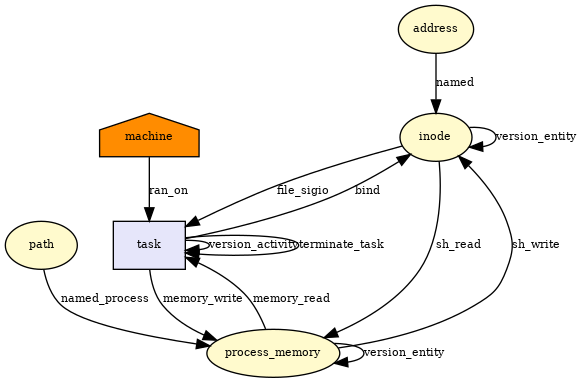 address
named
machine
inode
version_entity
ran_on
file_sigio
bind
path
task
version_activity
terminate_task
sh_read
sh_write
named_process
memory_write
memory_read
process_memory
version_entity